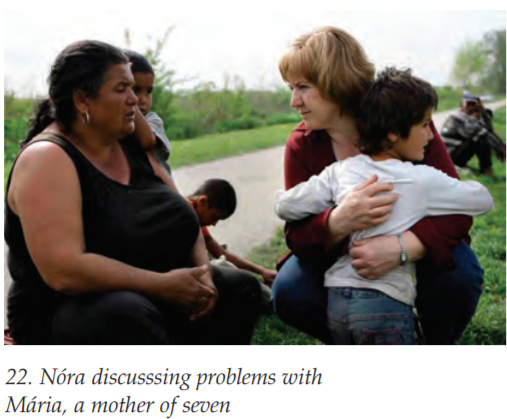 22. Nóra discusssing problems with
Mária, a mother of seven